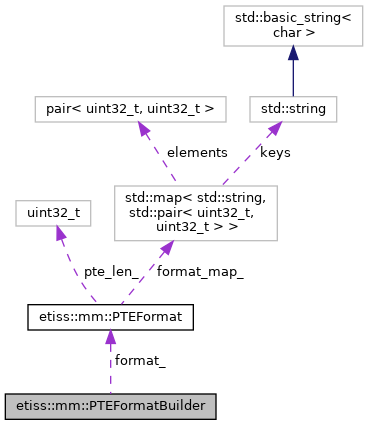 std::basic_string<
char >
pair< uint32_t, uint32_t >
std::string
elements
keys
std::map< std::string,
std::pair< uint32_t,
uint32_t > >
uint32_t
pte_len_
format_map_
etiss::mm::PTEFormat
format_
etiss::mm::PTEFormatBuilder